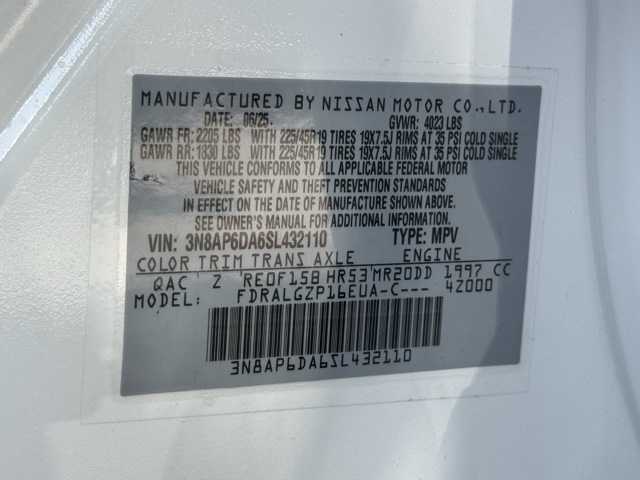 MANUFACTURED BY NISSAN MOTOR CO.,LTD.
DATE: 06/25. GVWR: 4023 LBS
GAWR FR: 2205 LBS WITH 225/45R19 TIRES 19X7.5J RIMS AT 35 PSI COLD SINGLE
GAWR RR: 1830 LBS WITH 225/45R19 TIRES 19X7.5J RIMS AT 35 PSI COLD SINGLE
THIS VEHICLE CONFORMS TO ALL APPLICABLE FEDERAL MOTOR
VEHICLE SAFETY AND THEFT PREVENTION STANDARDS
IN EFFECT ON THE DATE OF MANUFACTURE SHOWN ABOVE.
SEE OWNER'S MANUAL FOR ADDITIONAL INFORMATION.
VIN: 3N8AP6DA6SL432110 TYPE: MPV
COLOR TRIM TRANS AXLE ENGINE
QAC Z RE0F15B HR53 MR20DD 1997 CC
MODEL: FDRALGZP16EUA-C--- 42000
3N8AP6DA6SL432110